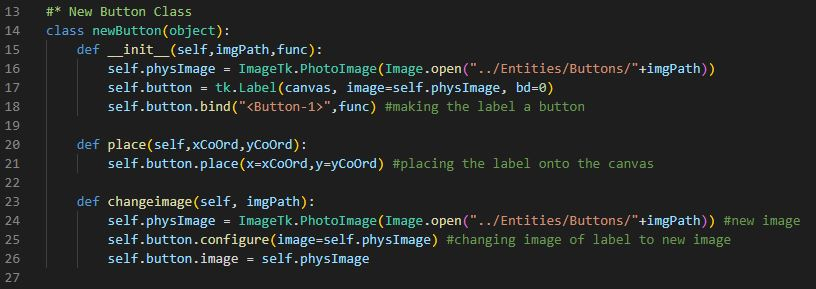 13 #* New Button Class
14 class newButton(object):
15     def __init__(self,imgPath,func):
16         self.physImage = ImageTk.PhotoImage(Image.open("../Entities/Buttons/"+imgPath))
17         self.button = tk.Label(canvas, image=self.physImage, bd=0)
18         self.button.bind("<Button-1>",func) #making the label a button
19
20     def place(self,xCoOrd,yCoOrd):
21         self.button.place(x=xCoOrd,y=yCoOrd) #placing the label onto the canvas
22
23     def changeimage(self, imgPath):
24         self.physImage = ImageTk.PhotoImage(Image.open("../Entities/Buttons/"+imgPath)) #new image
25         self.button.configure(image=self.physImage) #changing image of label to new image
26         self.button.image = self.physImage
27